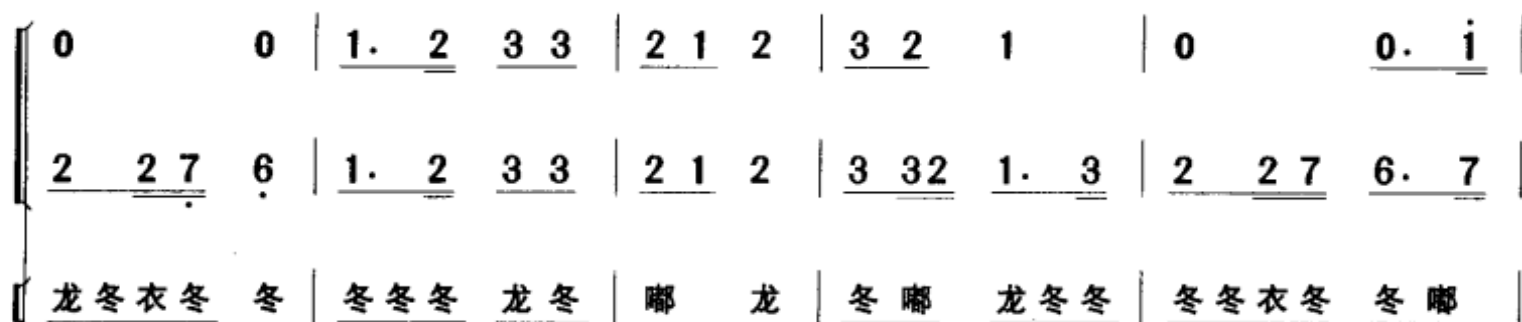 0 0 | 1. 2 3 3 | 2 1 2 | 3 2 1 | 0 0. i |
2 2 7 6 | 1. 2 3 3 | 2 1 2 | 3 32 1. 3 | 2 2 7 6. 7 |
龙冬衣冬 冬 | 冬冬冬 龙冬 | 嘟 龙 | 冬嘟 龙冬冬 | 冬冬衣冬 冬嘟 |